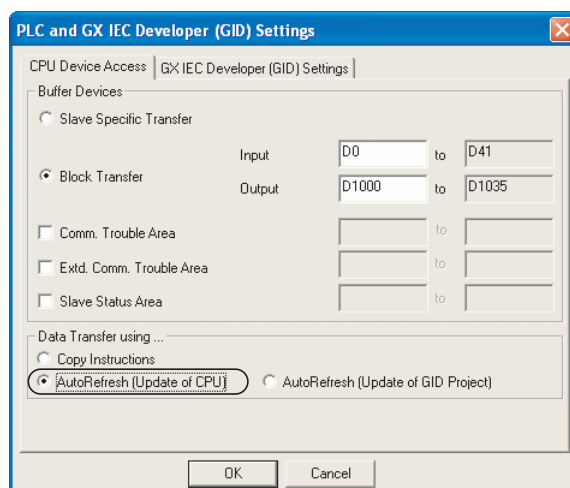 PLC and GX IEC Developer (GID) Settings
CPU Device Access GX IEC Developer (GID) Settings
Buffer Devices
Slave Specific Transfer
Block Transfer
Input D0 to D41
Output D1000 to D1035
Comm. Trouble Area to
Extd. Comm. Trouble Area to
Slave Status Area to
Data Transfer using ...
Copy Instructions
AutoRefresh (Update of CPU) AutoRefresh (Update of GID Project)
OK Cancel